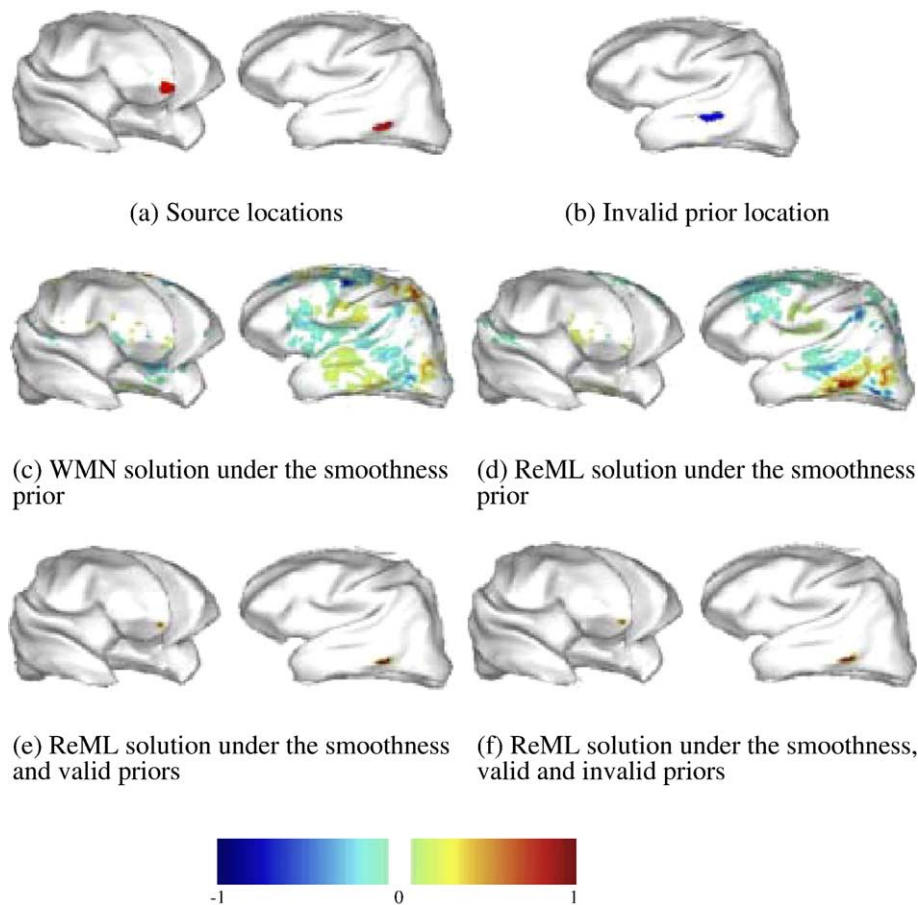 (a) Source locations
(b) Invalid prior location
(c) WMN solution under the smoothness
prior
(d) ReML solution under the smoothness
prior
(e) ReML solution under the smoothness
and valid priors
(f) ReML solution under the smoothness,
valid and invalid priors
-1 0 1